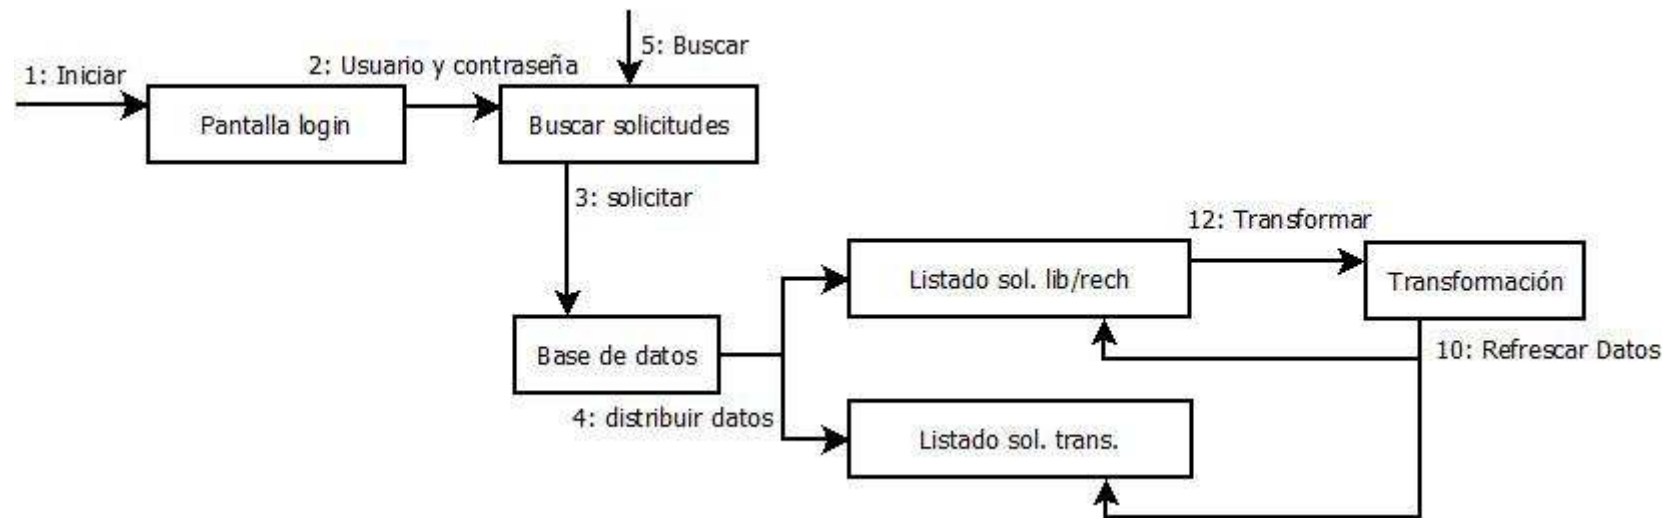 5: Buscar
1: Iniciar
2: Usuario y contraseña
Pantalla login
Buscar solicitudes
3: solicitar
12: Transformar
Listado sol. lib/rech
Transformación
Base de datos
10: Refrescar Datos
4: distribuir datos
Listado sol. trans.